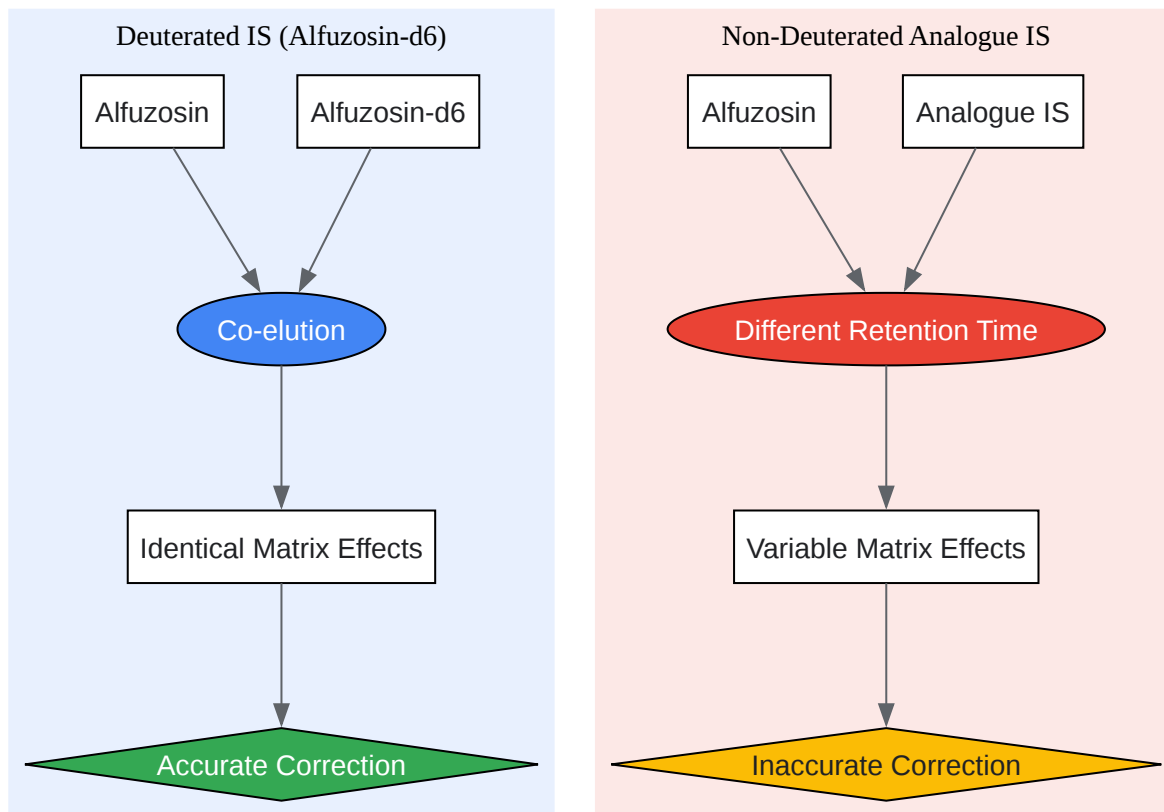 Deuterated IS (Alfuzosin-d6)
Alfuzosin
Alfuzosin-d6
Co-elution
Identical Matrix Effects
Accurate Correction
Non-Deuterated Analogue IS
Alfuzosin
Analogue IS
Different Retention Time
Variable Matrix Effects
Inaccurate Correction